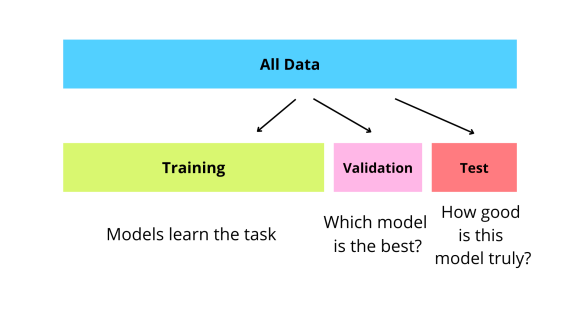 All Data
Training
Validation
Test
Models learn the task
Which model
is the best?
How good
is this
model truly?